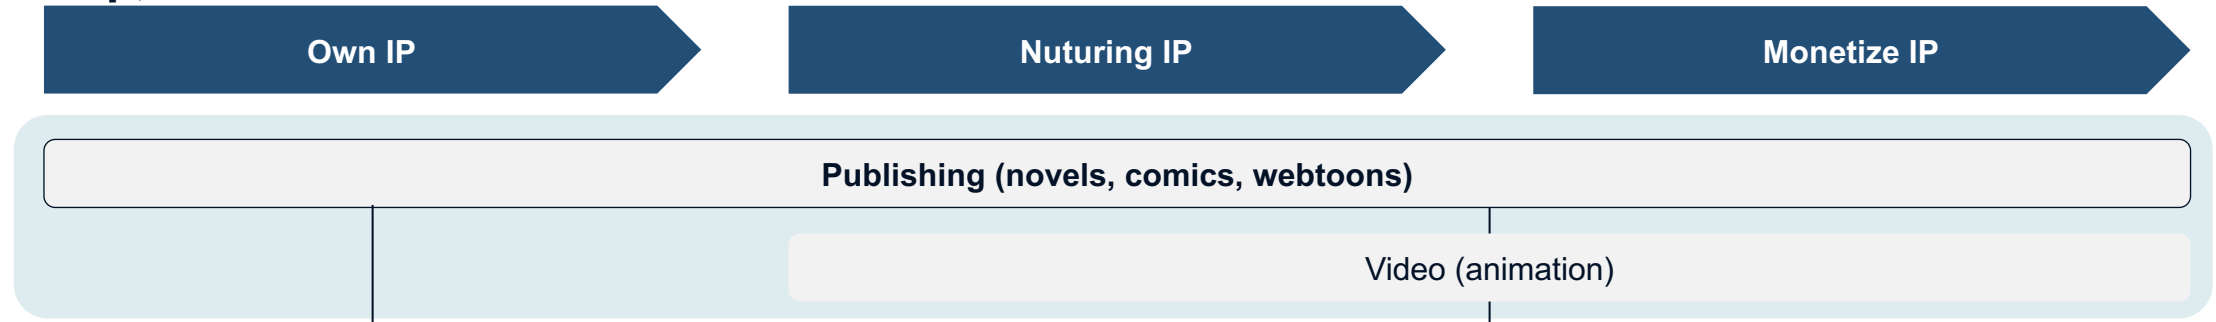 Own IP
Nuturing IP
Monetize IP
Publishing (novels, comics, webtoons)
Video (animation)